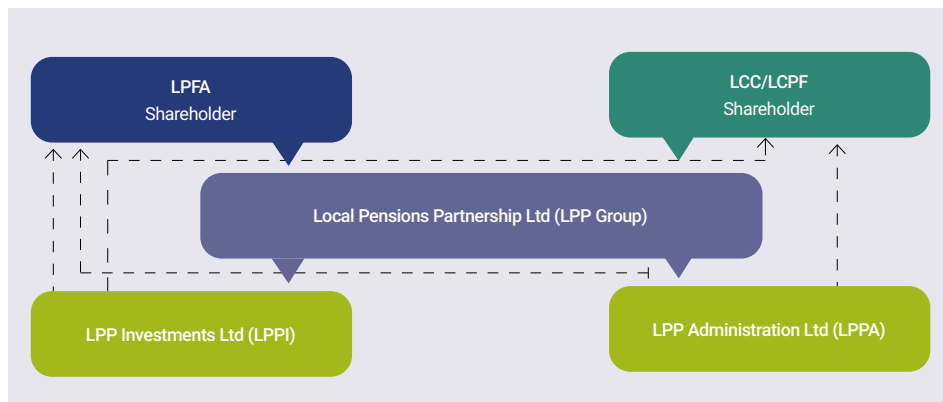 LPFA
Shareholder
LCC/LCPF
Shareholder
Local Pensions Partnership Ltd (LPP Group)
LPP Investments Ltd (LPPI)
LPP Administration Ltd (LPPA)